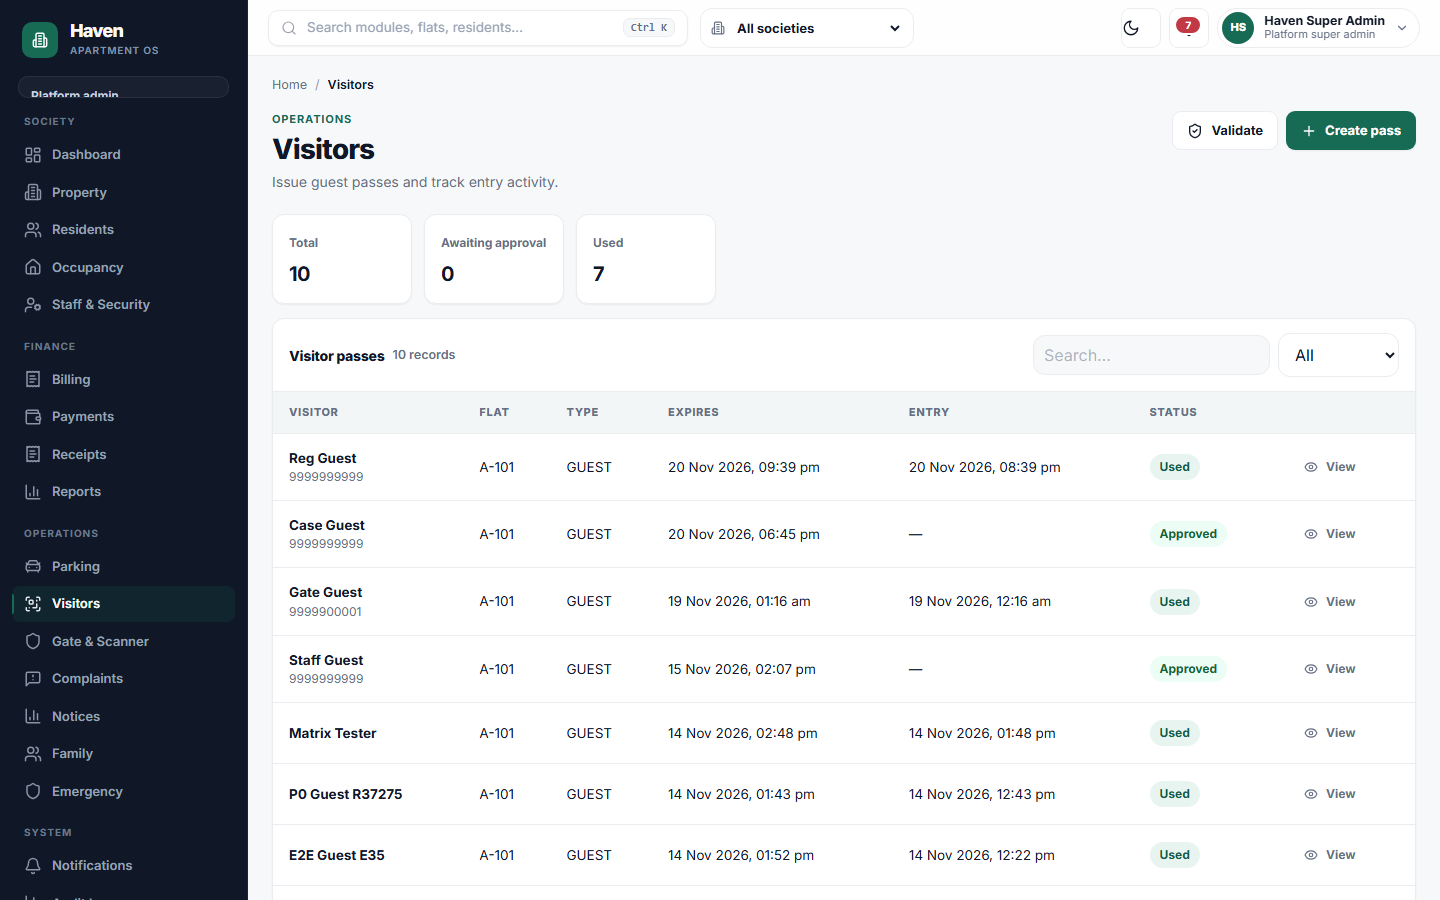 Haven
APARTMENT OS
Platform admin
SOCIETY
Dashboard
Property
Residents
Occupancy
Staff & Security
FINANCE
Billing
Payments
Receipts
Reports
OPERATIONS
Parking
Visitors
Gate & Scanner
Complaints
Notices
Family
Emergency
SYSTEM
Notifications
Search modules, flats, residents...
Ctrl K
All societies
7
HS
Haven Super Admin
Platform super admin
Home / Visitors
OPERATIONS
Visitors
Issue guest passes and track entry activity.
Validate
Create pass
Total
10
Awaiting approval
0
Used
7
Visitor passes 10 records
Search...
All
VISITOR FLAT TYPE EXPIRES ENTRY STATUS
Reg Guest
9999999999
A-101 GUEST 20 Nov 2026, 09:39 pm 20 Nov 2026, 08:39 pm Used View
Case Guest
9999999999
A-101 GUEST 20 Nov 2026, 06:45 pm — Approved View
Gate Guest
9999900001
A-101 GUEST 19 Nov 2026, 01:16 am 19 Nov 2026, 12:16 am Used View
Staff Guest
9999999999
A-101 GUEST 15 Nov 2026, 02:07 pm — Approved View
Matrix Tester A-101 GUEST 14 Nov 2026, 02:48 pm 14 Nov 2026, 01:48 pm Used View
P0 Guest R37275 A-101 GUEST 14 Nov 2026, 01:43 pm 14 Nov 2026, 12:43 pm Used View
E2E Guest E35 A-101 GUEST 14 Nov 2026, 01:52 pm 14 Nov 2026, 12:22 pm Used View